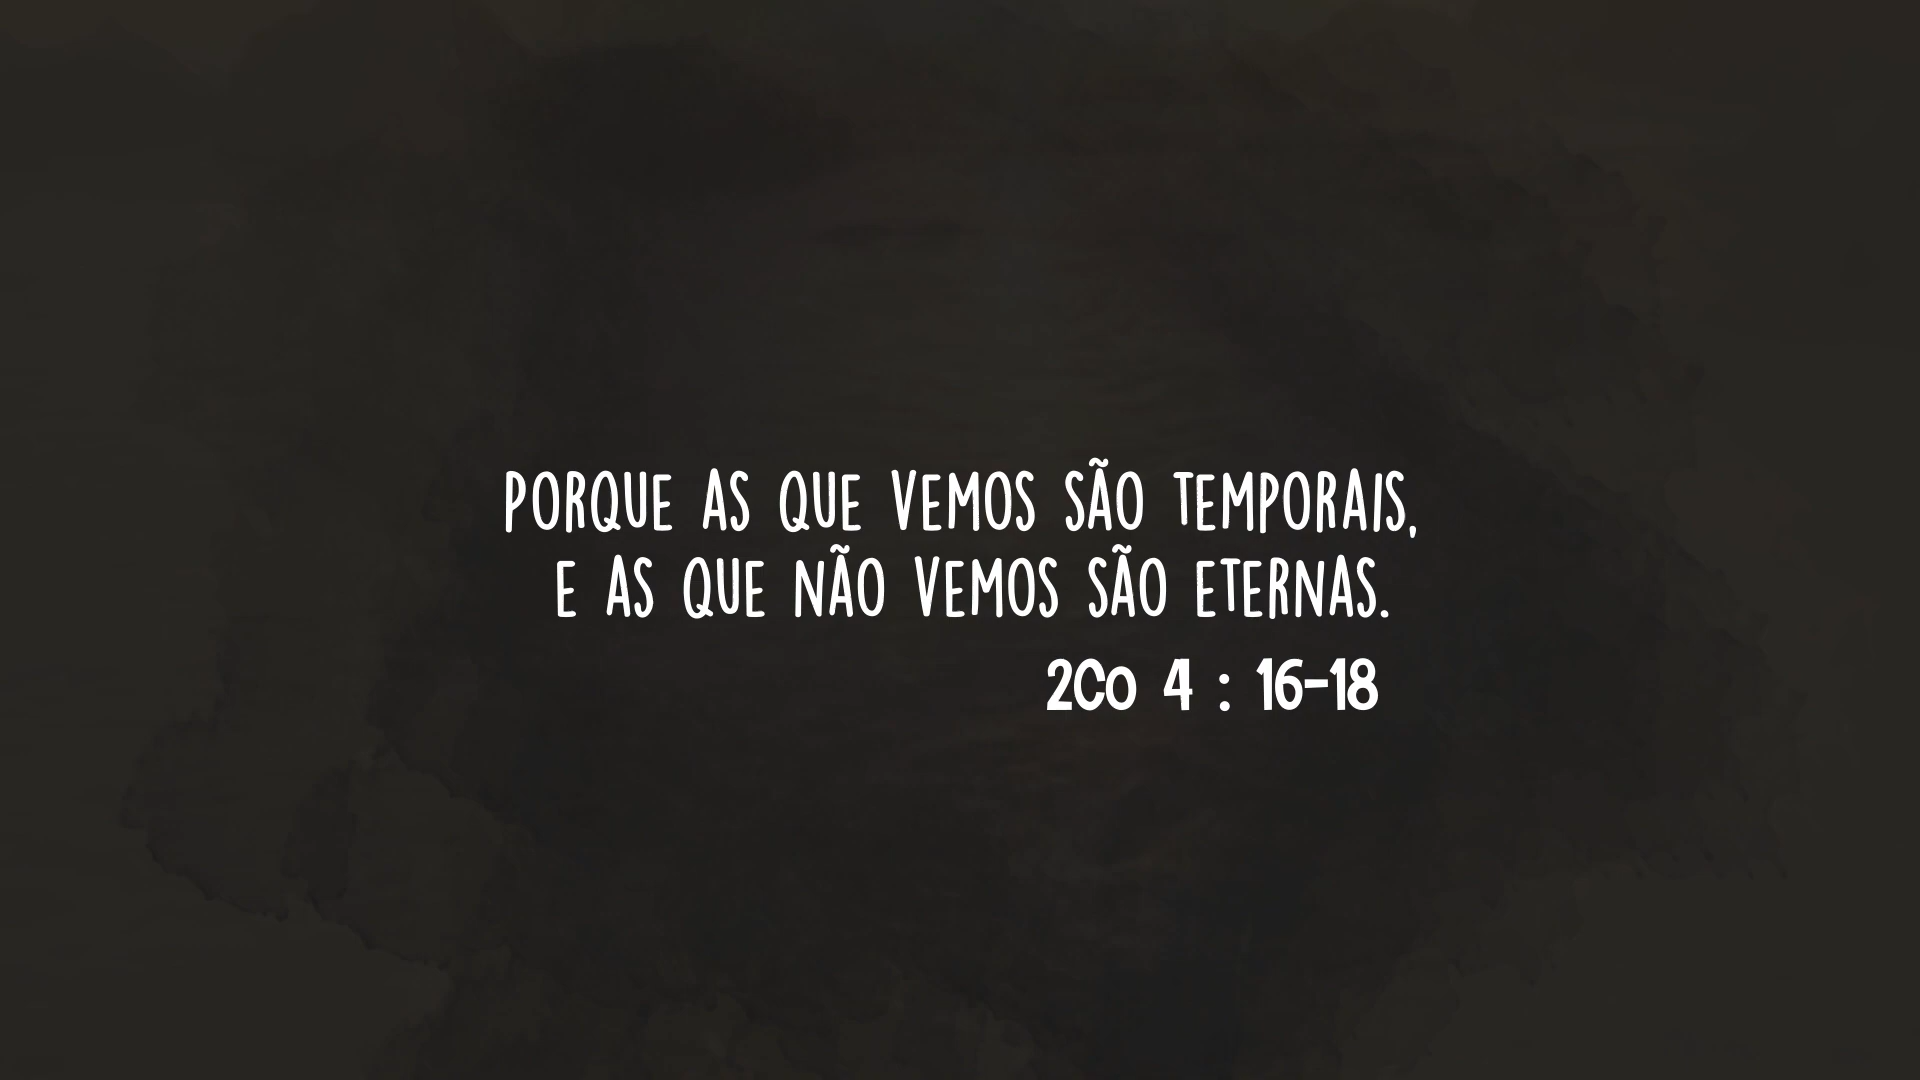 PORQUE AS QUE VEMOS SÃO TEMPORAIS,
E AS QUE NÃO VEMOS SÃO ETERNAS.
2Co 4 : 16-18